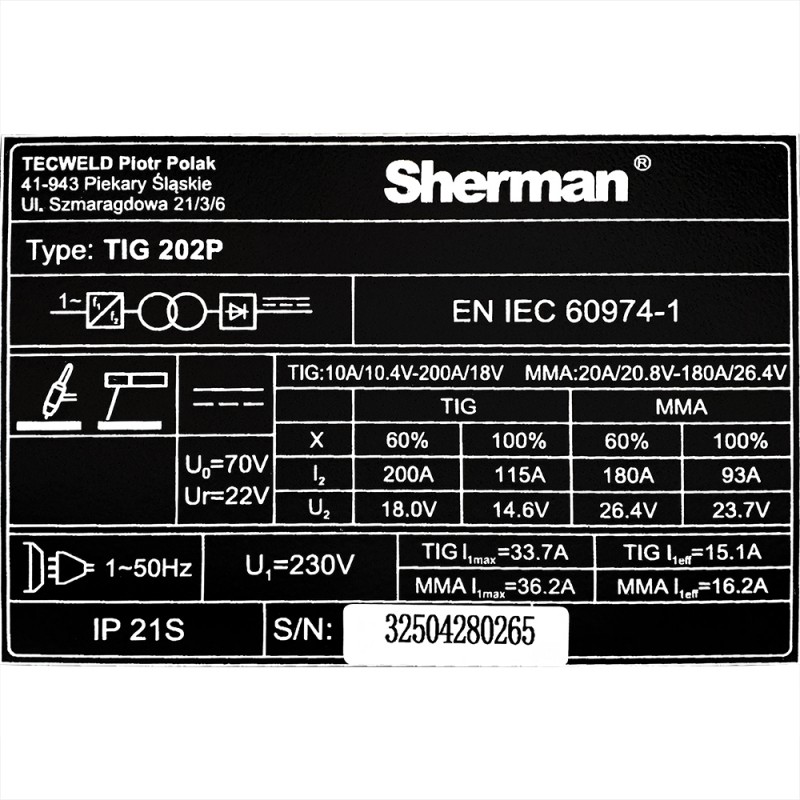 TECWELD Piotr Polak
41-943 Piekary Śląskie
Ul. Szmaragdowa 21/3/6
Sherman®
Type: TIG 202P
1~ f₁ f₂
EN IEC 60974-1
TIG:10A/10.4V-200A/18V MMA:20A/20.8V-180A/26.4V
TIG MMA
X 60% 100% 60% 100%
U₀=70V
I₂ 200A 115A 180A 93A
Ur=22V
U₂ 18.0V 14.6V 26.4V 23.7V
1~50Hz
U₁=230V
TIG I₁max=33.7A TIG I₁eff=15.1A
MMA I₁max=36.2A MMA I₁eff=16.2A
IP 21S
S/N: 32504280265